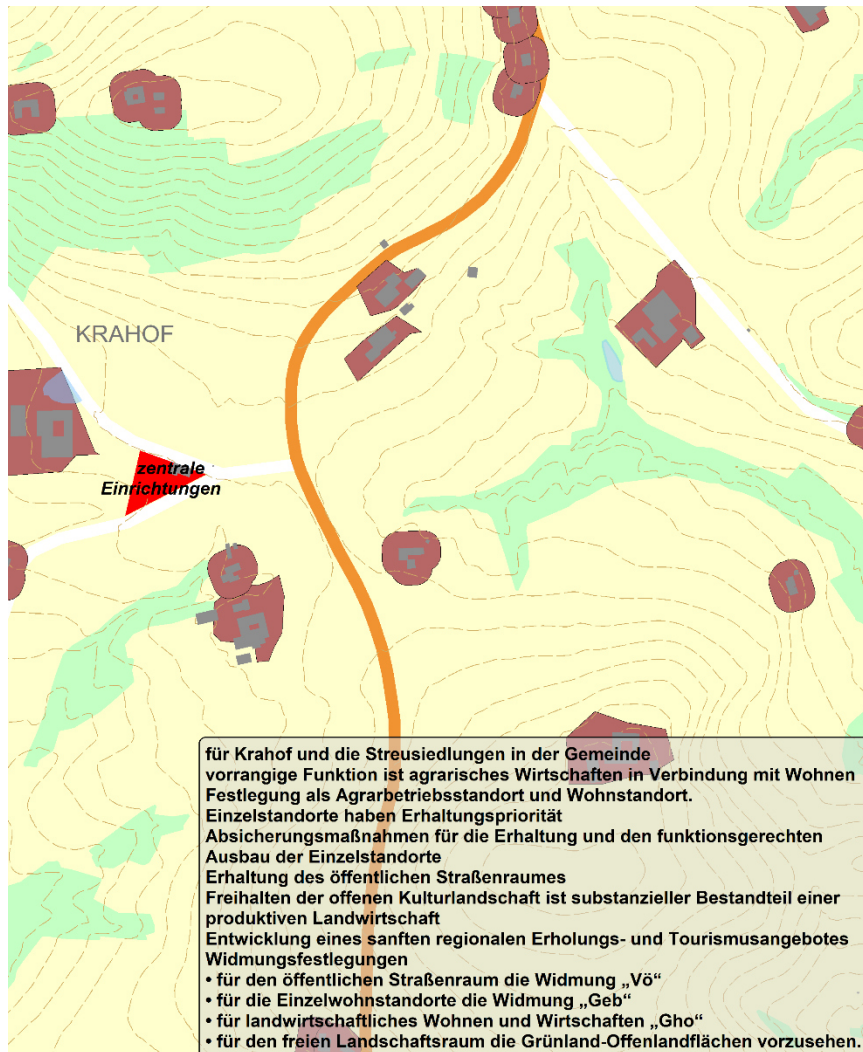 KRAHOF
zentrale
Einrichtungen
für Krahof und die Streusiedlungen in der Gemeinde
vorrangige Funktion ist agrarisches Wirtschaften in Verbindung mit Wohnen
Festlegung als Agrarbetriebsstandort und Wohnstandort.
Einzelstandorte haben Erhaltungspriorität
Absicherungsmaßnahmen für die Erhaltung und den funktionsgerechten
Ausbau der Einzelstandorte
Erhaltung des öffentlichen Straßenraumes
Freihalten der offenen Kulturlandschaft ist substanzieller Bestandteil einer
produktiven Landwirtschaft
Entwicklung eines sanften regionalen Erholungs- und Tourismusangebotes
Widmungsfestlegungen
• für den öffentlichen Straßenraum die Widmung „Vö“
• für die Einzelwohnstandorte die Widmung „Geb“
• für landwirtschaftliches Wohnen und Wirtschaften „Gho“
• für den freien Landschaftsraum die Grünland-Offenlandflächen vorzusehen.